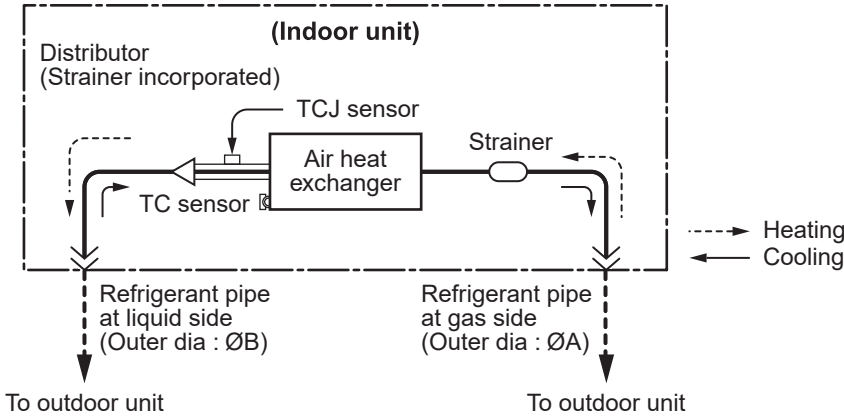 (Indoor unit)
Distributor
(Strainer incorporated)
TCJ sensor
Strainer
Air heat
exchanger
TC sensor
Heating
Cooling
Refrigerant pipe
at liquid side
(Outer dia : ØB)
Refrigerant pipe
at gas side
(Outer dia : ØA)
To outdoor unit
To outdoor unit